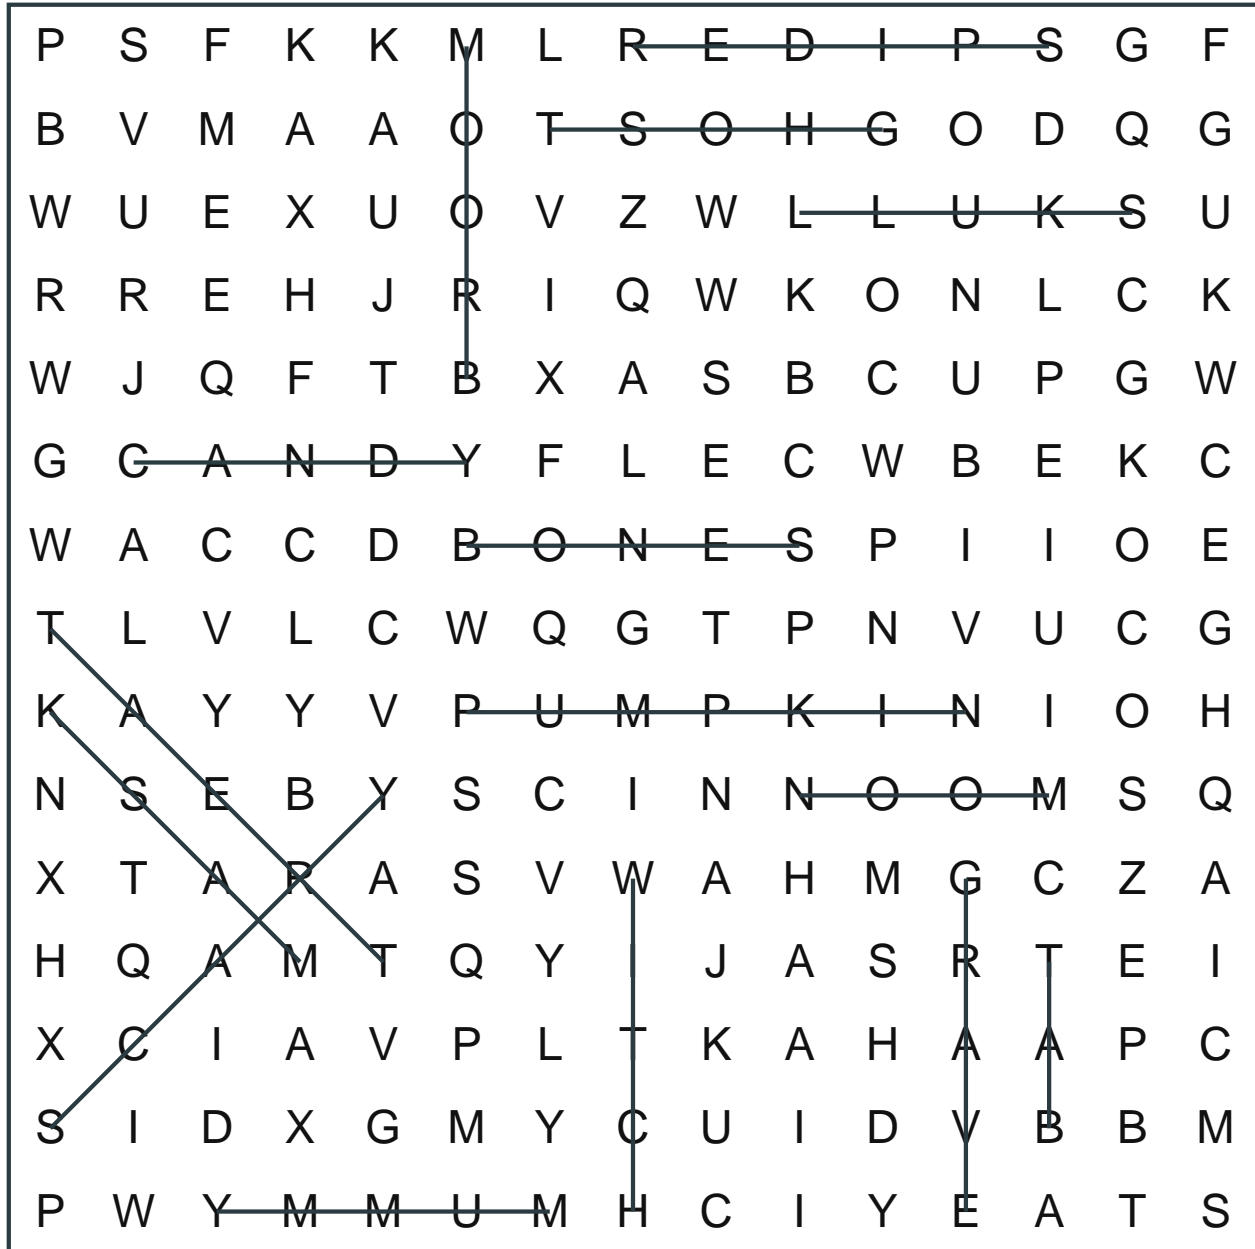 P S F K K M L R E D I P S G F
B V M A A O T S O H G O D Q G
W U E X U O V Z W L L U K S U
R R E H J R I Q W K O N L C K
W J Q F T B X A S B C U P G W
G C A N D Y F L E C W B E K C
W A C C D B O N E S P I I O E
T L V L C W Q G T P N V U C G
K A Y Y V P U M P K I N I O H
N S E B Y S C I N N O O M S Q
X T A R A S V W A H M G C Z A
H Q A M T Q Y I J A S R T E I
X C I A V P L T K A H A A P C
S I D X G M Y C U I D V B B M
P W Y M M U M H C I Y E A T S